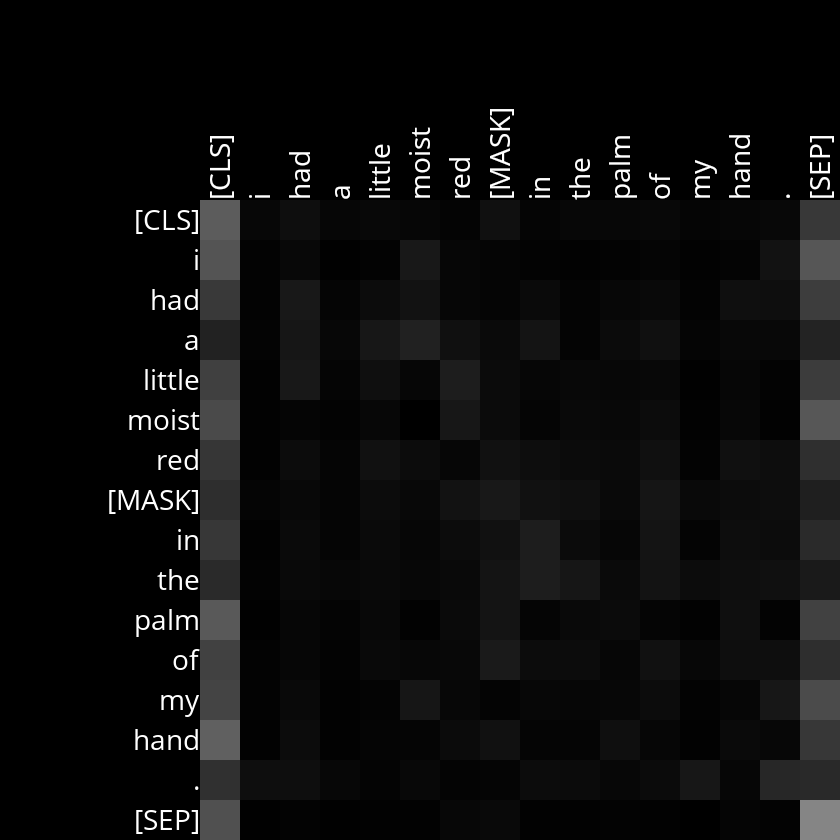 [CLS] i had a little moist red [MASK] in the palm of my hand . [SEP]
[CLS]
i
had
a
little
moist
red
[MASK]
in
the
palm
of
my
hand
.
[SEP]